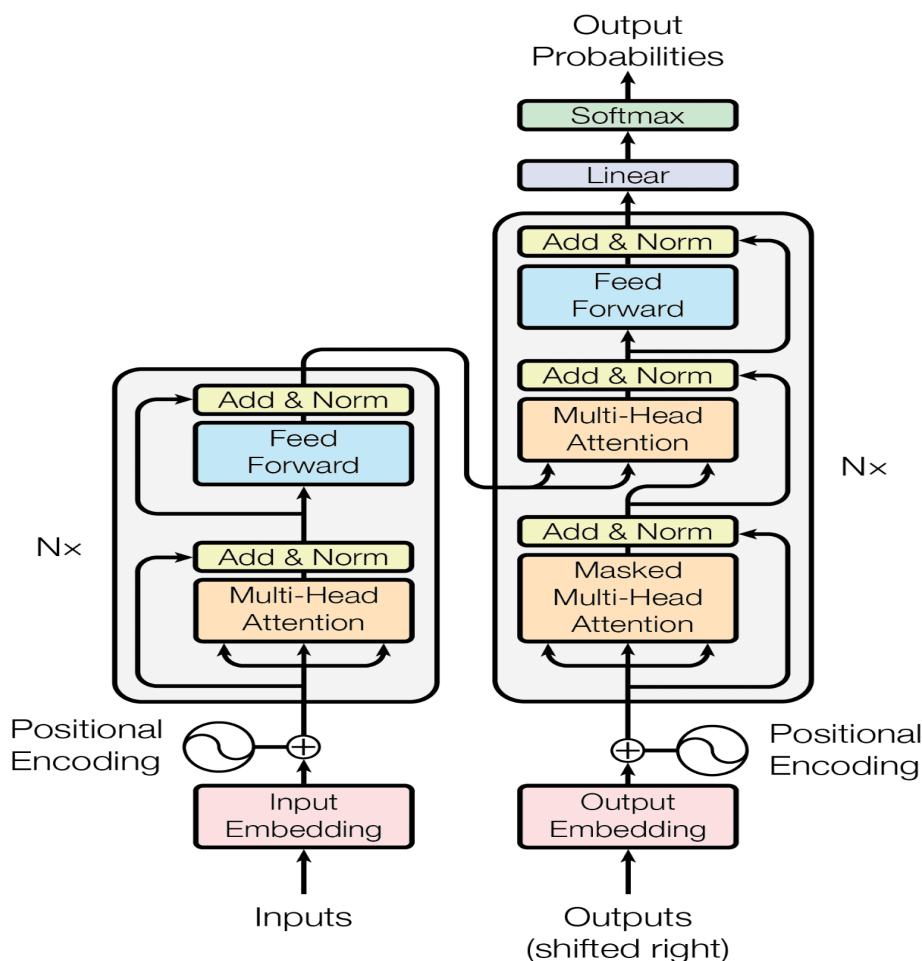 Output
Probabilities
Softmax
Linear
Add & Norm
Feed
Forward
Add & Norm
Multi-Head
Attention
Nx
Add & Norm
Masked
Multi-Head
Attention
Positional
Encoding
Output
Embedding
Outputs
(shifted right)
Add & Norm
Feed
Forward
Nx
Add & Norm
Multi-Head
Attention
Positional
Encoding
Input
Embedding
Inputs